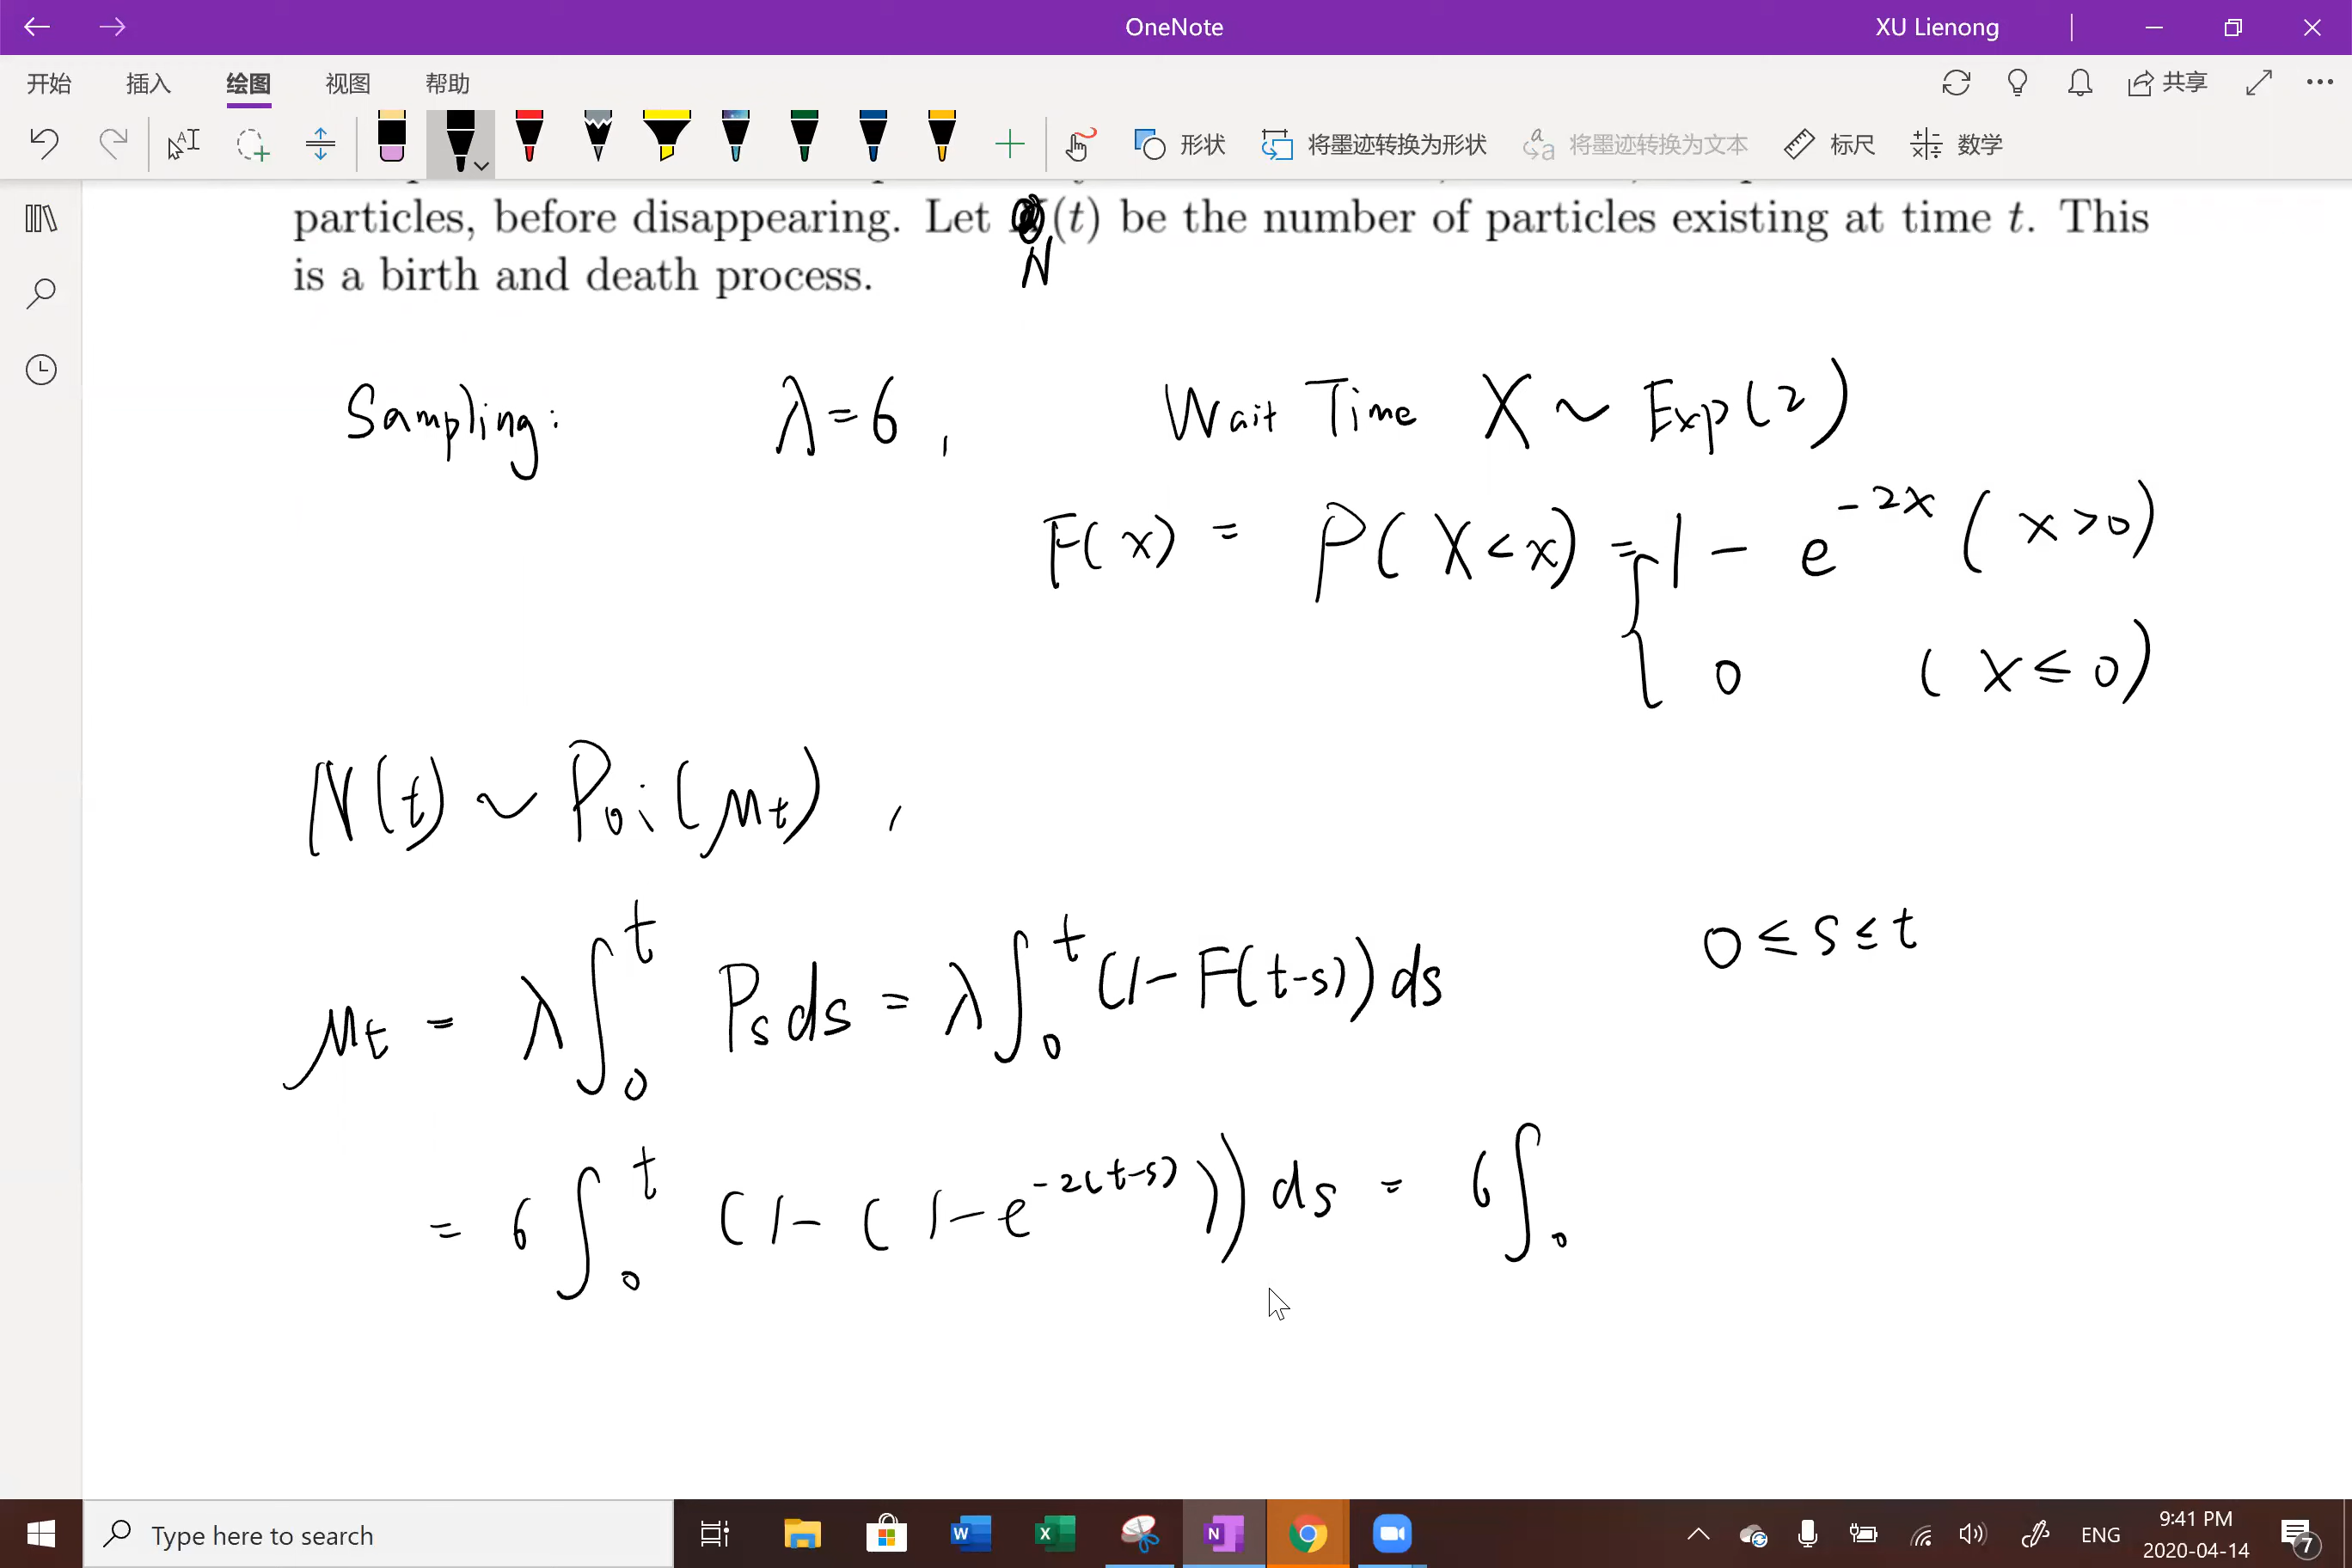 OneNote
XU Lienong
开始 插入 绘图 视图 帮助 共享
形状 将墨迹转换为形状 将墨迹转换为文本 标尺 数学
particles, before disappearing. Let (t) be the number of particles existing at time t. This
N
is a birth and death process.
Sampling: λ=6, Wait Time X ~ Exp(2)
F(x) = P(X<x) = { 1 - e^{-2x} (x>0)
0 (x≤0)
N(t) ~ Poi(μ_t),
0≤s≤t
μ_t = λ∫_0^t P_s ds = λ∫_0^t (1-F(t-s)) ds
= 6∫_0^t (1-(1-e^{-2(t-s)})) ds = 6∫_0
Type here to search
ENG
9:41 PM
2020-04-14
7